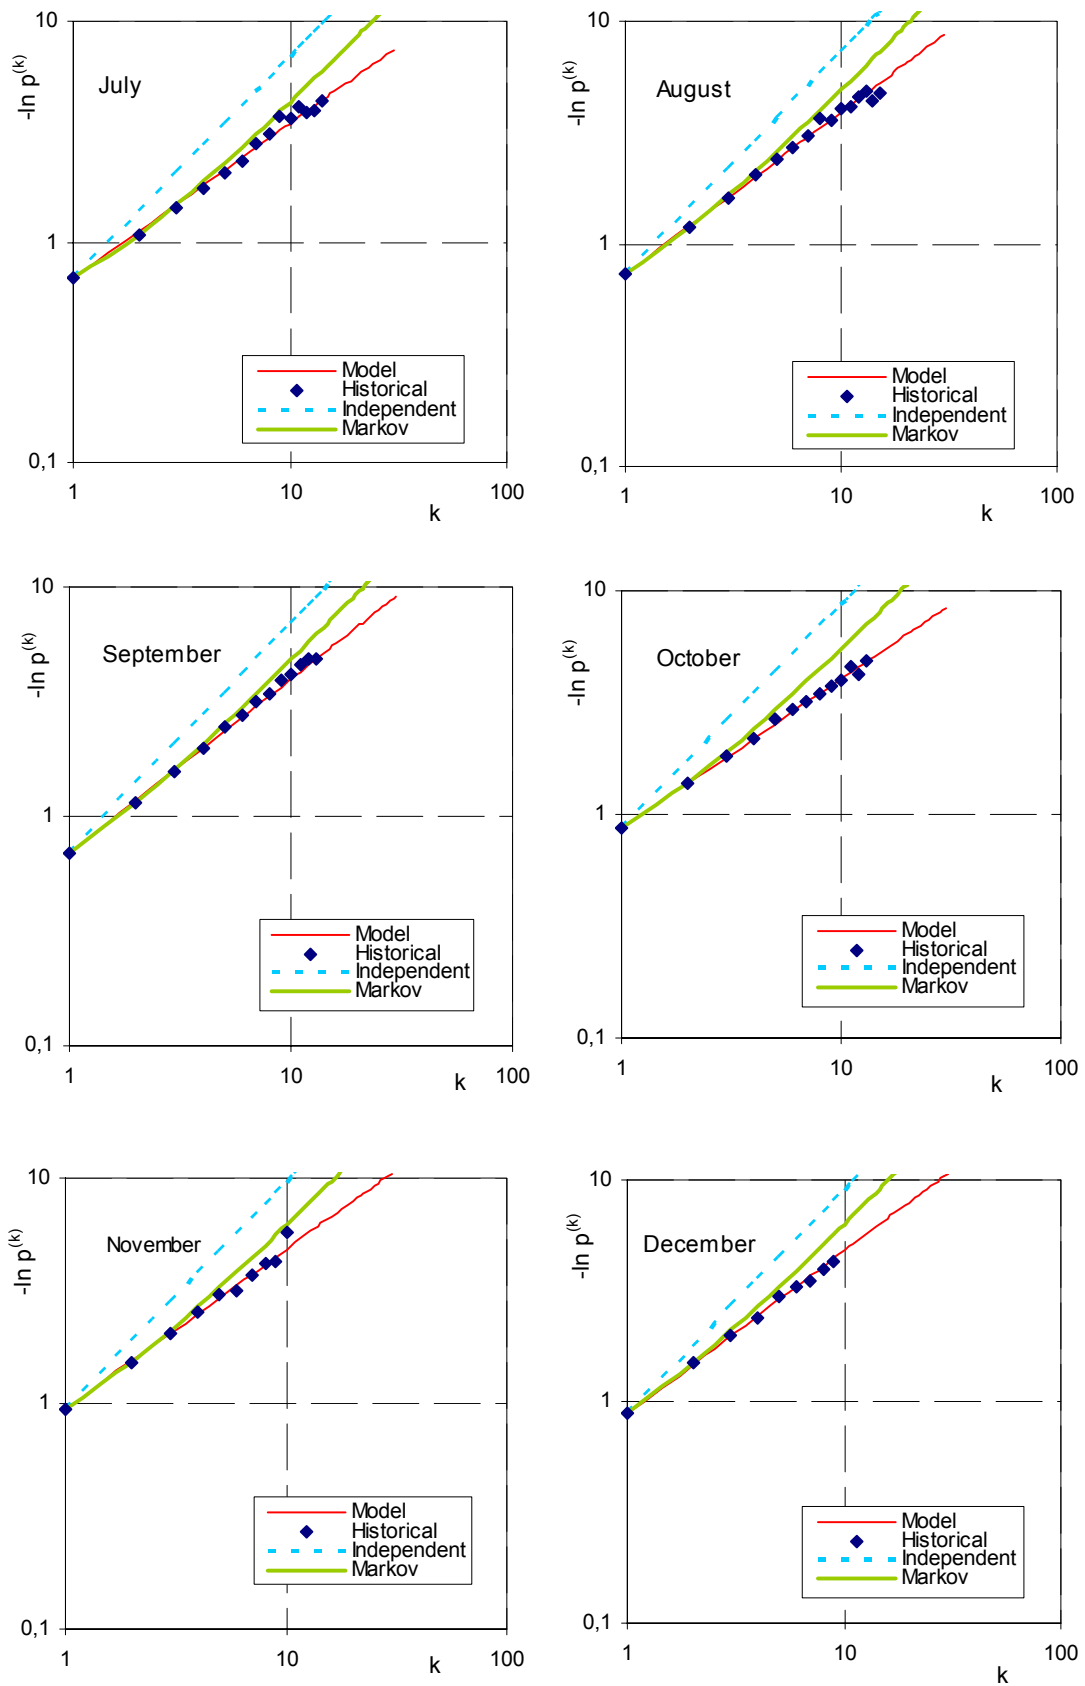 10
-ln p(k)
July
1
Model
Historical
Independent
Markov
0,1
1
10
100
k
10
-ln p(k)
August
1
Model
Historical
Independent
Markov
0,1
1
10
100
k
10
-ln p(k)
September
1
Model
Historical
Independent
Markov
0,1
1
10
100
k
10
-ln p(k)
October
1
Model
Historical
Independent
Markov
0,1
1
10
100
k
10
-ln p(k)
November
1
Model
Historical
Independent
Markov
0,1
1
10
100
k
10
-ln p(k)
December
1
Model
Historical
Independent
Markov
0,1
1
10
100
k